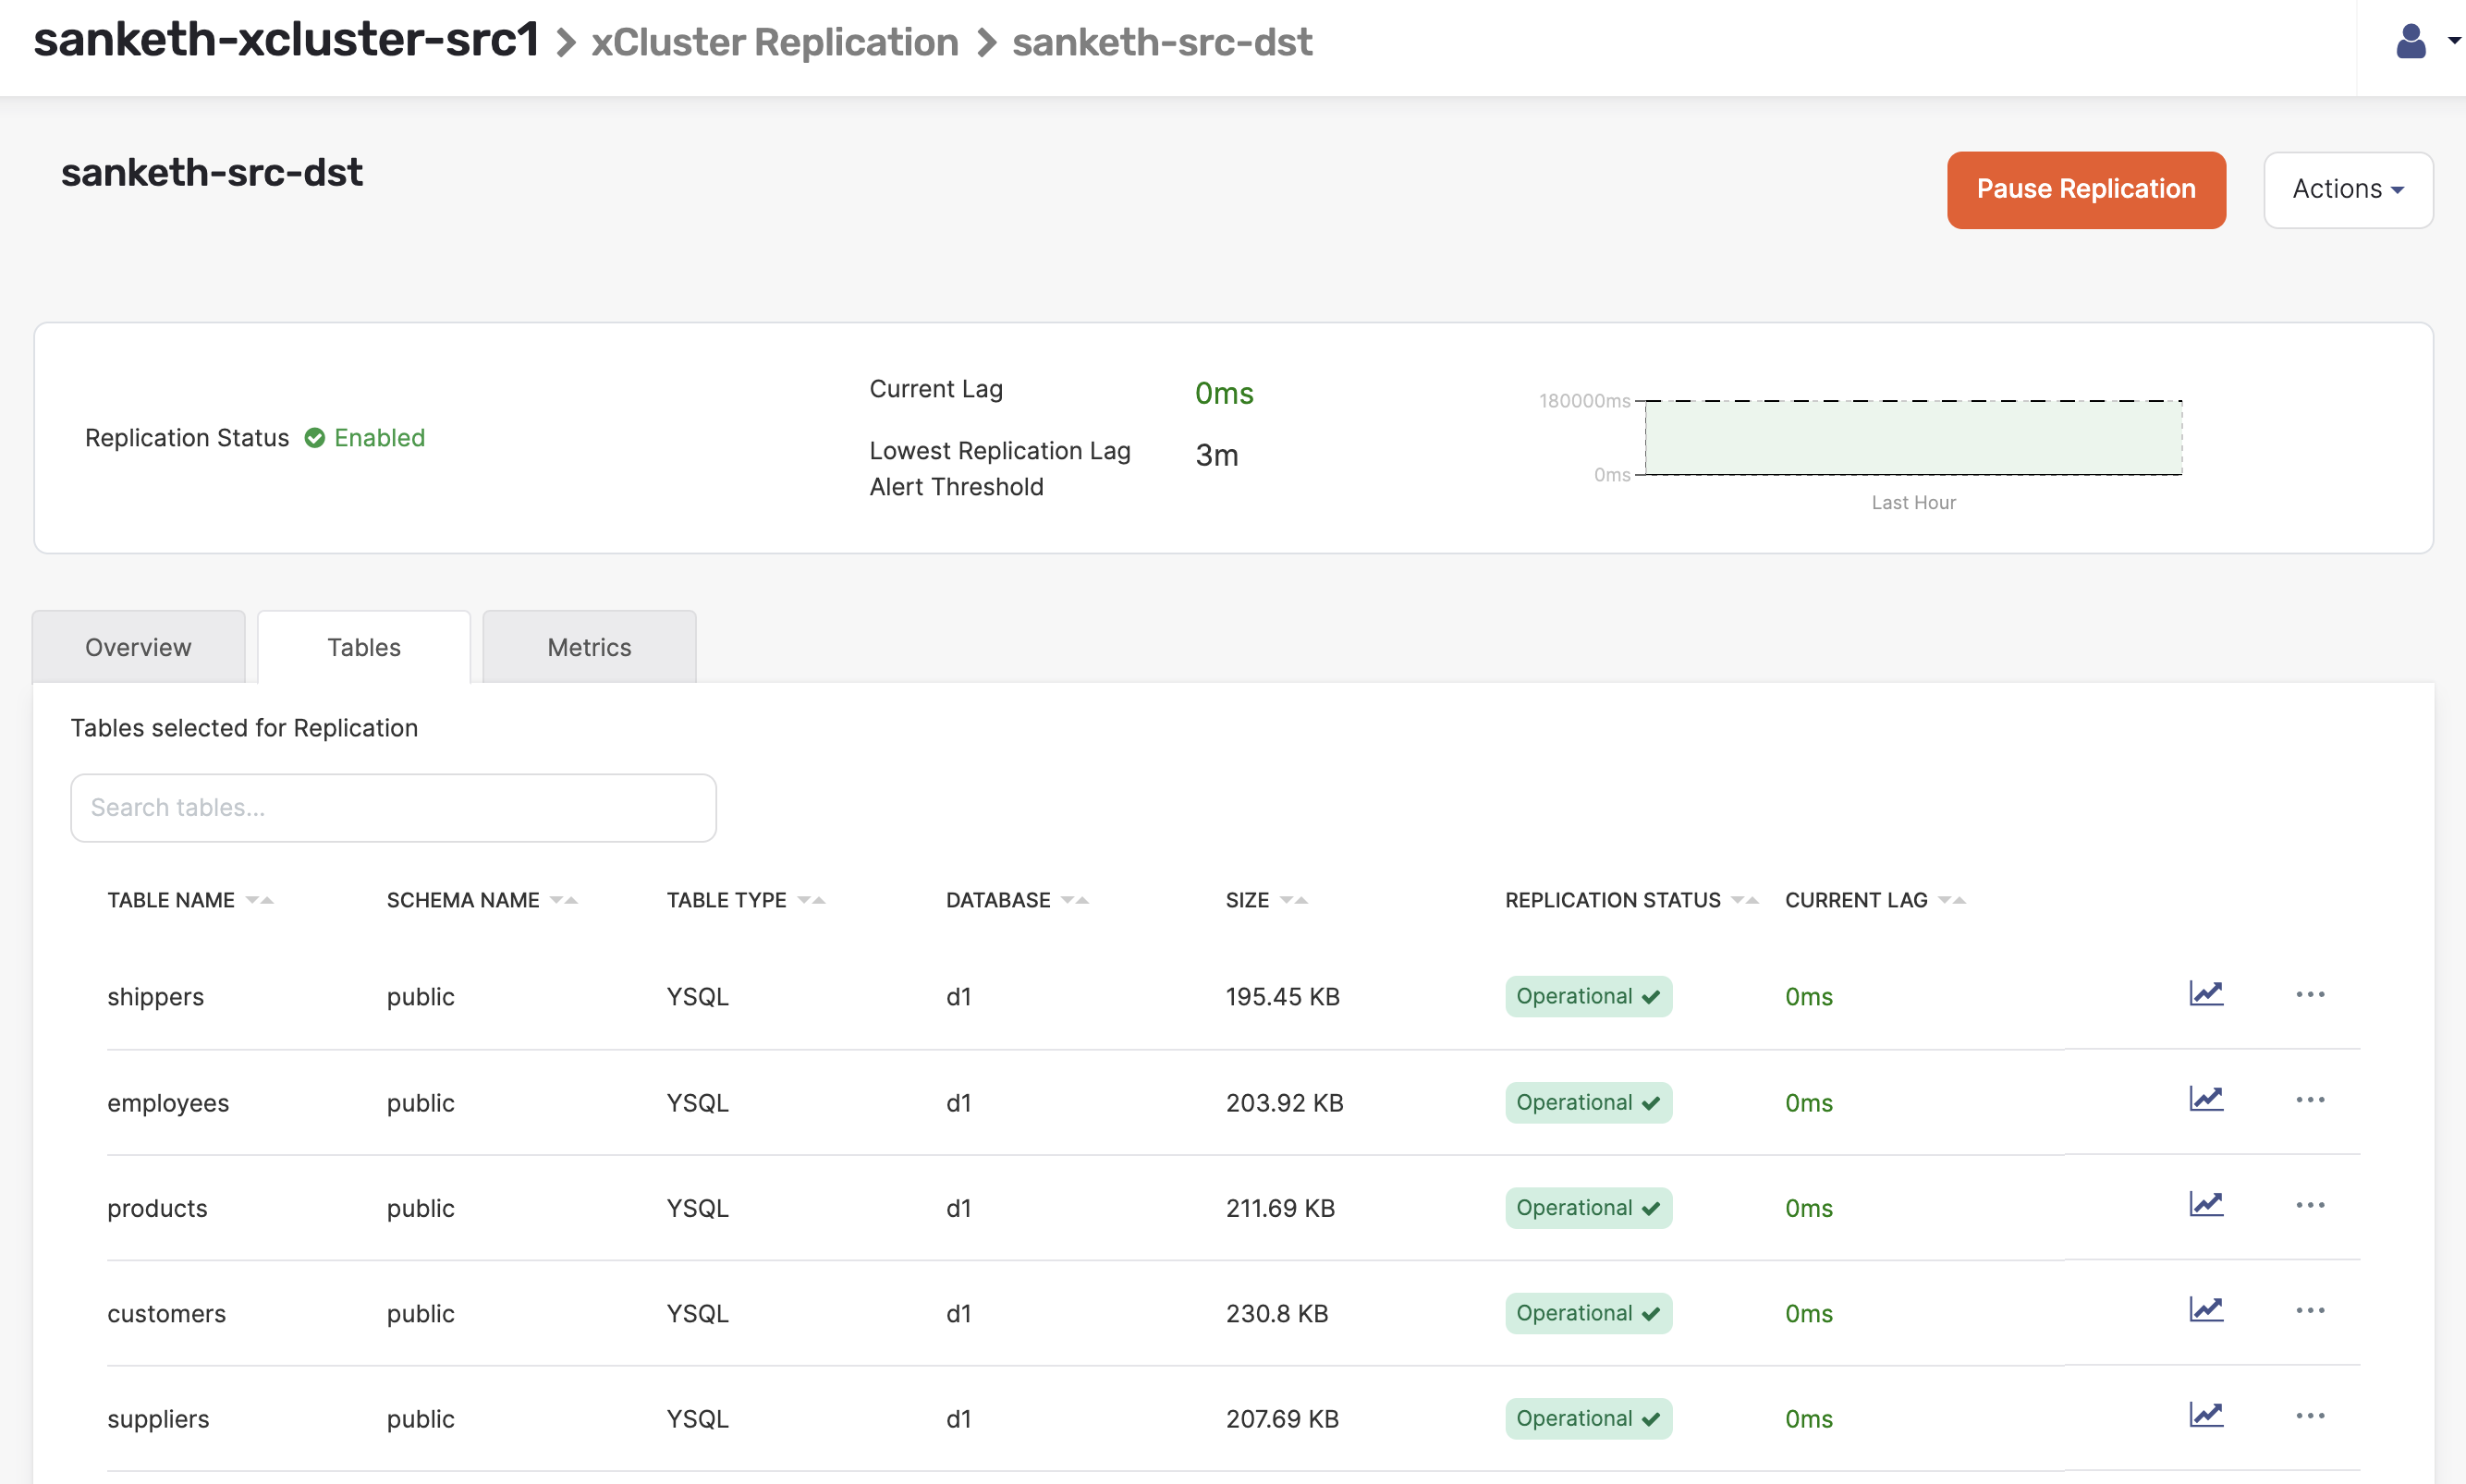 sanketh-xcluster-src1 > xCluster Replication > sanketh-src-dst
sanketh-src-dst
Pause Replication
Actions
Replication Status Enabled
Current Lag 0ms
Lowest Replication Lag
Alert Threshold
3m
180000ms
0ms
Last Hour
Overview Tables Metrics
Tables selected for Replication
Search tables...
TABLE NAME SCHEMA NAME TABLE TYPE DATABASE SIZE REPLICATION STATUS CURRENT LAG
shippers public YSQL d1 195.45 KB Operational 0ms
employees public YSQL d1 203.92 KB Operational 0ms
products public YSQL d1 211.69 KB Operational 0ms
customers public YSQL d1 230.8 KB Operational 0ms
suppliers public YSQL d1 207.69 KB Operational 0ms